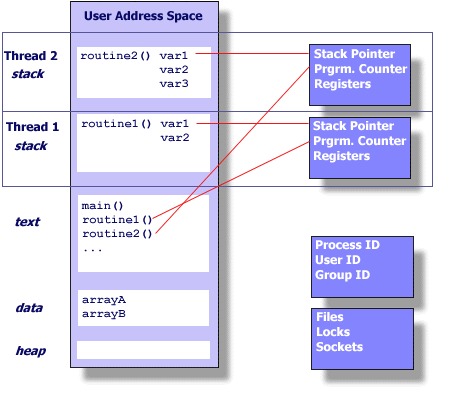 User Address Space
Thread 2
stack
routine2() var1
var2
var3
Stack Pointer
Prgrm. Counter
Registers
Thread 1
stack
routine1() var1
var2
Stack Pointer
Prgrm. Counter
Registers
text
main()
routine1()
routine2()
...
Process ID
User ID
Group ID
data
arrayA
arrayB
Files
Locks
Sockets
heap